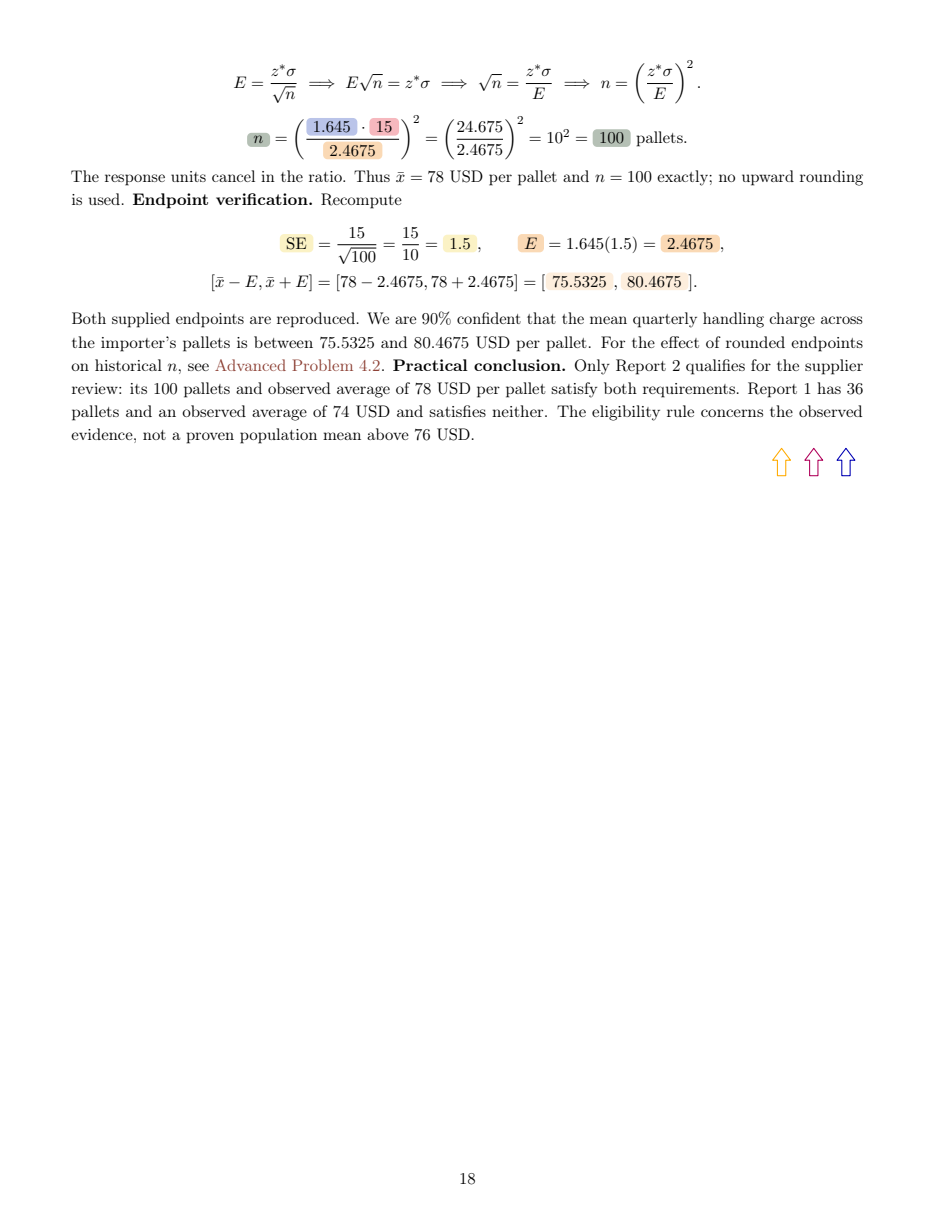 E = z*σ/√n ⟹ E√n = z*σ ⟹ √n = z*σ/E ⟹ n = (z*σ/E)².
n = (1.645 · 15 / 2.4675)² = (24.675/2.4675)² = 10² = 100 pallets.
The response units cancel in the ratio. Thus x̄ = 78 USD per pallet and n = 100 exactly; no upward rounding
is used. Endpoint verification. Recompute
SE = 15/√100 = 15/10 = 1.5, E = 1.645(1.5) = 2.4675,
[x̄ − E, x̄ + E] = [78 − 2.4675, 78 + 2.4675] = [ 75.5325 , 80.4675 ].
Both supplied endpoints are reproduced. We are 90% confident that the mean quarterly handling charge across
the importer's pallets is between 75.5325 and 80.4675 USD per pallet. For the effect of rounded endpoints
on historical n, see Advanced Problem 4.2. Practical conclusion. Only Report 2 qualifies for the supplier
review: its 100 pallets and observed average of 78 USD per pallet satisfy both requirements. Report 1 has 36
pallets and an observed average of 74 USD and satisfies neither. The eligibility rule concerns the observed
evidence, not a proven population mean above 76 USD.
18